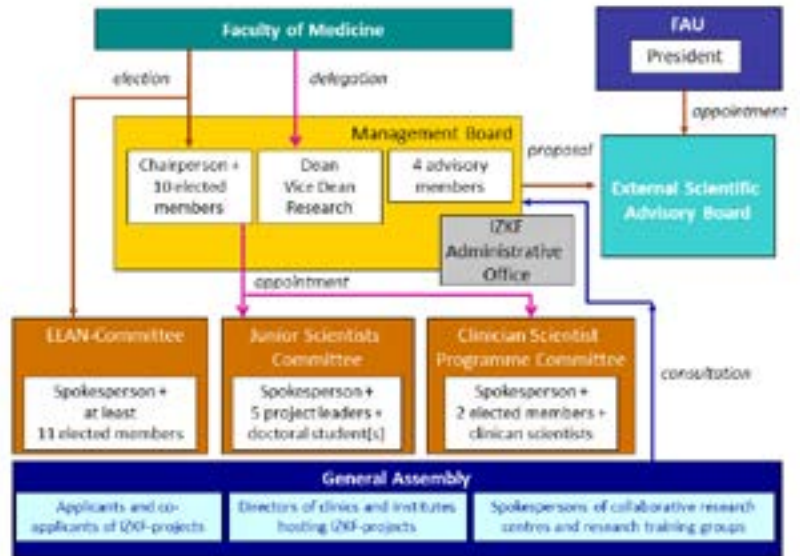 Faculty of Medicine
FAU
President
election
delegation
appointment
Management Board
Chairperson +
10 elected
members
Dean
Vice Dean
Research
4 advisory
members
proposal
External Scientific
Advisory Board
IZKF
Administrative
Office
appointment
ELAN-Committee
Spokesperson +
at least
11 elected members
Junior Scientists
Committee
Spokesperson +
5 project leaders +
doctoral student(s)
Clinician Scientist
Programme Committee
Spokesperson +
2 elected members +
clinican scientists
consultation
General Assembly
Applicants and co-
applicants of IZKF-projects
Directors of clinics and institutes
hosting IZKF-projects
Spokespersons of collaborative research
centres and research training groups